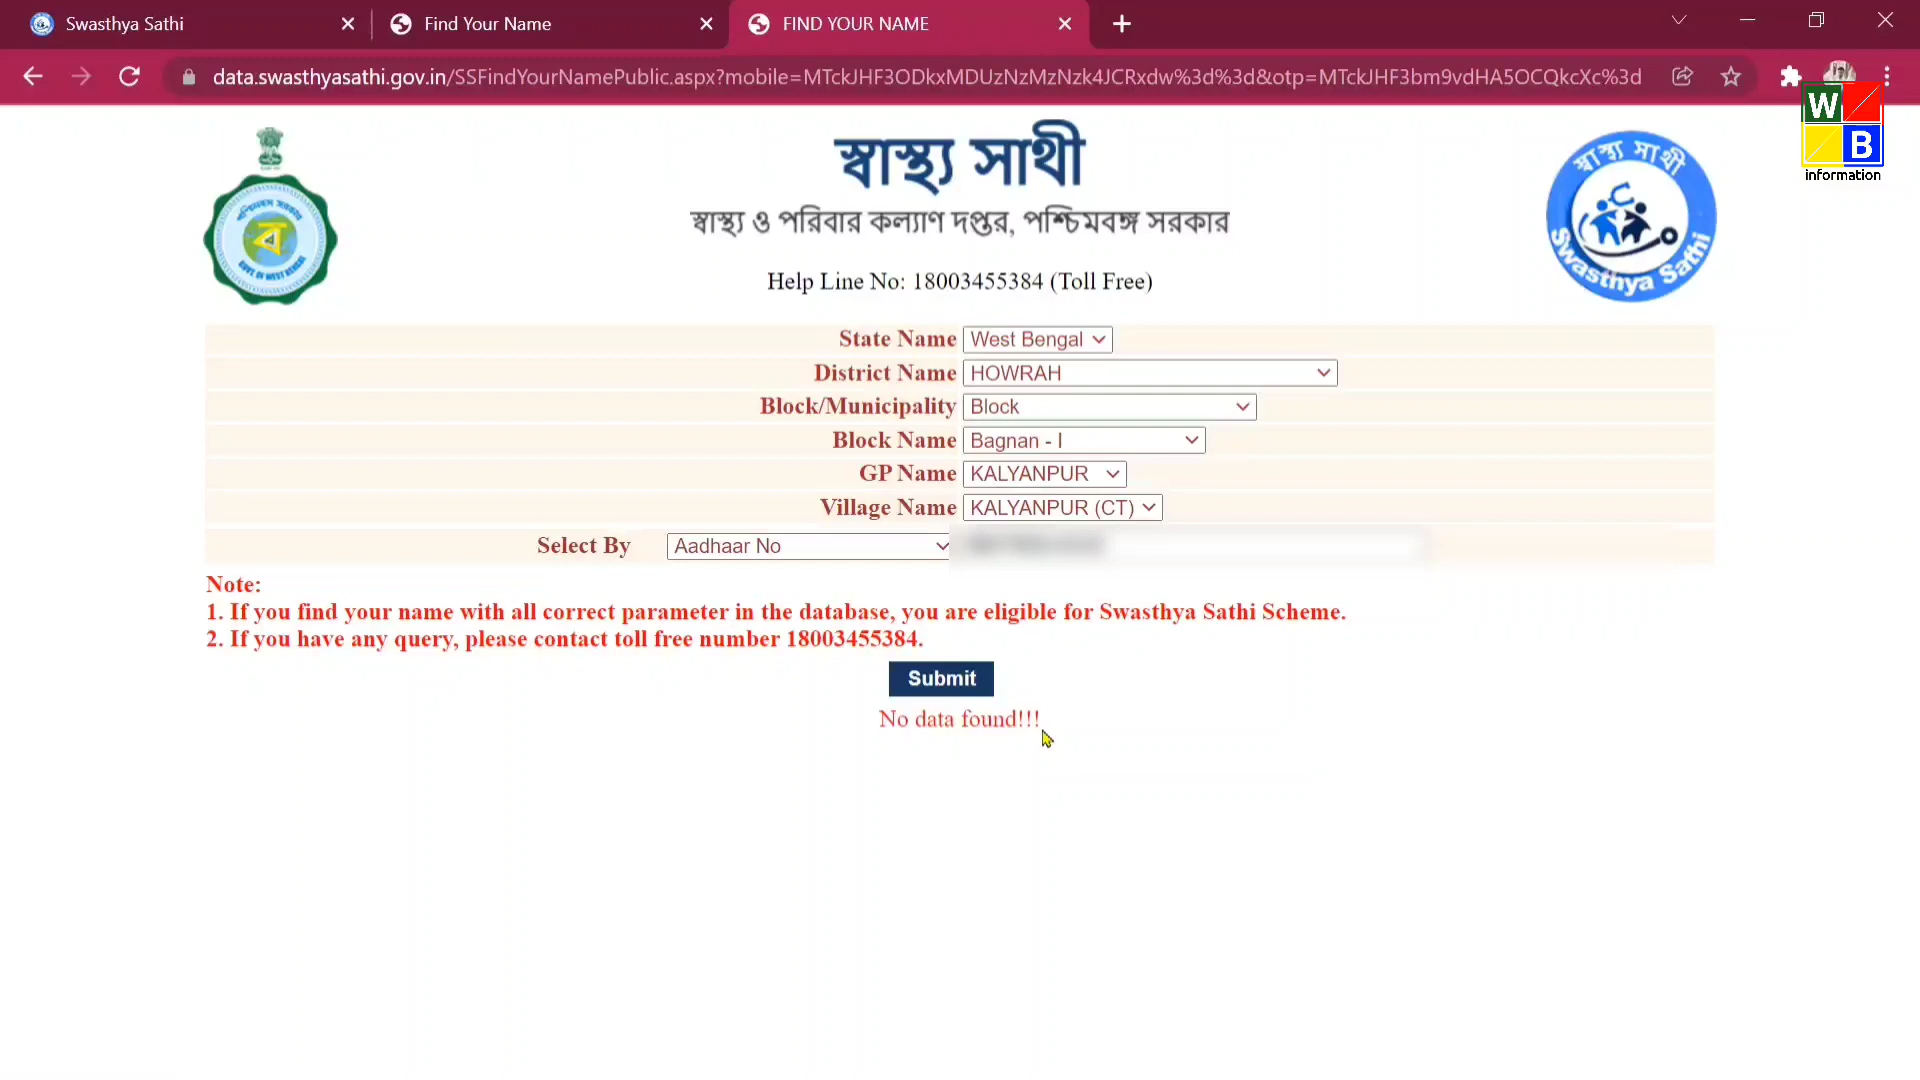 Swasthya Sathi
Find Your Name
FIND YOUR NAME
data.swasthyasathi.gov.in/SSFindYourNamePublic.aspx?mobile=MTckJHF3ODkxMDUzNzMzNzk4JCRxdw%3d%3d&otp=MTckJHF3bm9vdHA5OCQkcXc%3d
W
B
information
স্বাস্থ্য সাথী
স্বাস্থ্য ও পরিবার কল্যাণ দপ্তর, পশ্চিমবঙ্গ সরকার
Help Line No: 18003455384 (Toll Free)
ব
GOVT. OF WEST BENGAL
স্বাস্থ্য সাথী
Swasthya Sathi
State Name West Bengal
District Name HOWRAH
Block/Municipality Block
Block Name Bagnan - I
GP Name KALYANPUR
Village Name KALYANPUR (CT)
Select By Aadhaar No
Note:
1. If you find your name with all correct parameter in the database, you are eligible for Swasthya Sathi Scheme.
2. If you have any query, please contact toll free number 18003455384.
Submit
No data found!!!